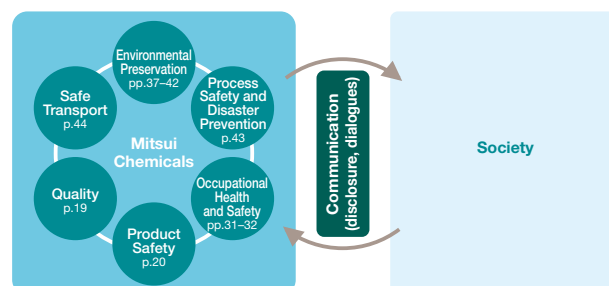 Environmental
Preservation
pp.37–42
Process
Safety and
Disaster
Prevention
p.43
Occupational
Health
and Safety
pp.31–32
Product
Safety
p.20
Quality
p.19
Safe
Transport
p.44
Mitsui
Chemicals
Communication
(disclosure, dialogues)
Society